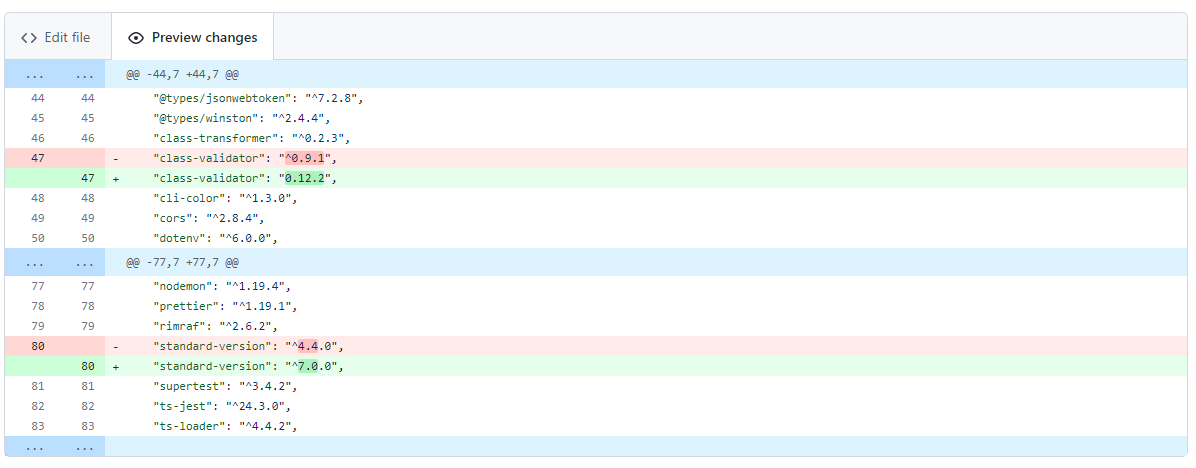 Edit file Preview changes
... ... @@ -44,7 +44,7 @@
44 44 "@types/jsonwebtoken": "^7.2.8",
45 45 "@types/winston": "^2.4.4",
46 46 "class-transformer": "^0.2.3",
47 - "class-validator": "^0.9.1",
47 + "class-validator": "0.12.2",
48 48 "cli-color": "^1.3.0",
49 49 "cors": "^2.8.4",
50 50 "dotenv": "^6.0.0",
... ... @@ -77,7 +77,7 @@
77 77 "nodemon": "^1.19.4",
78 78 "prettier": "^1.19.1",
79 79 "rimraf": "^2.6.2",
80 - "standard-version": "^4.4.0",
80 + "standard-version": "^7.0.0",
81 81 "supertest": "^3.4.2",
82 82 "ts-jest": "^24.3.0",
83 83 "ts-loader": "^4.4.2",
... ...